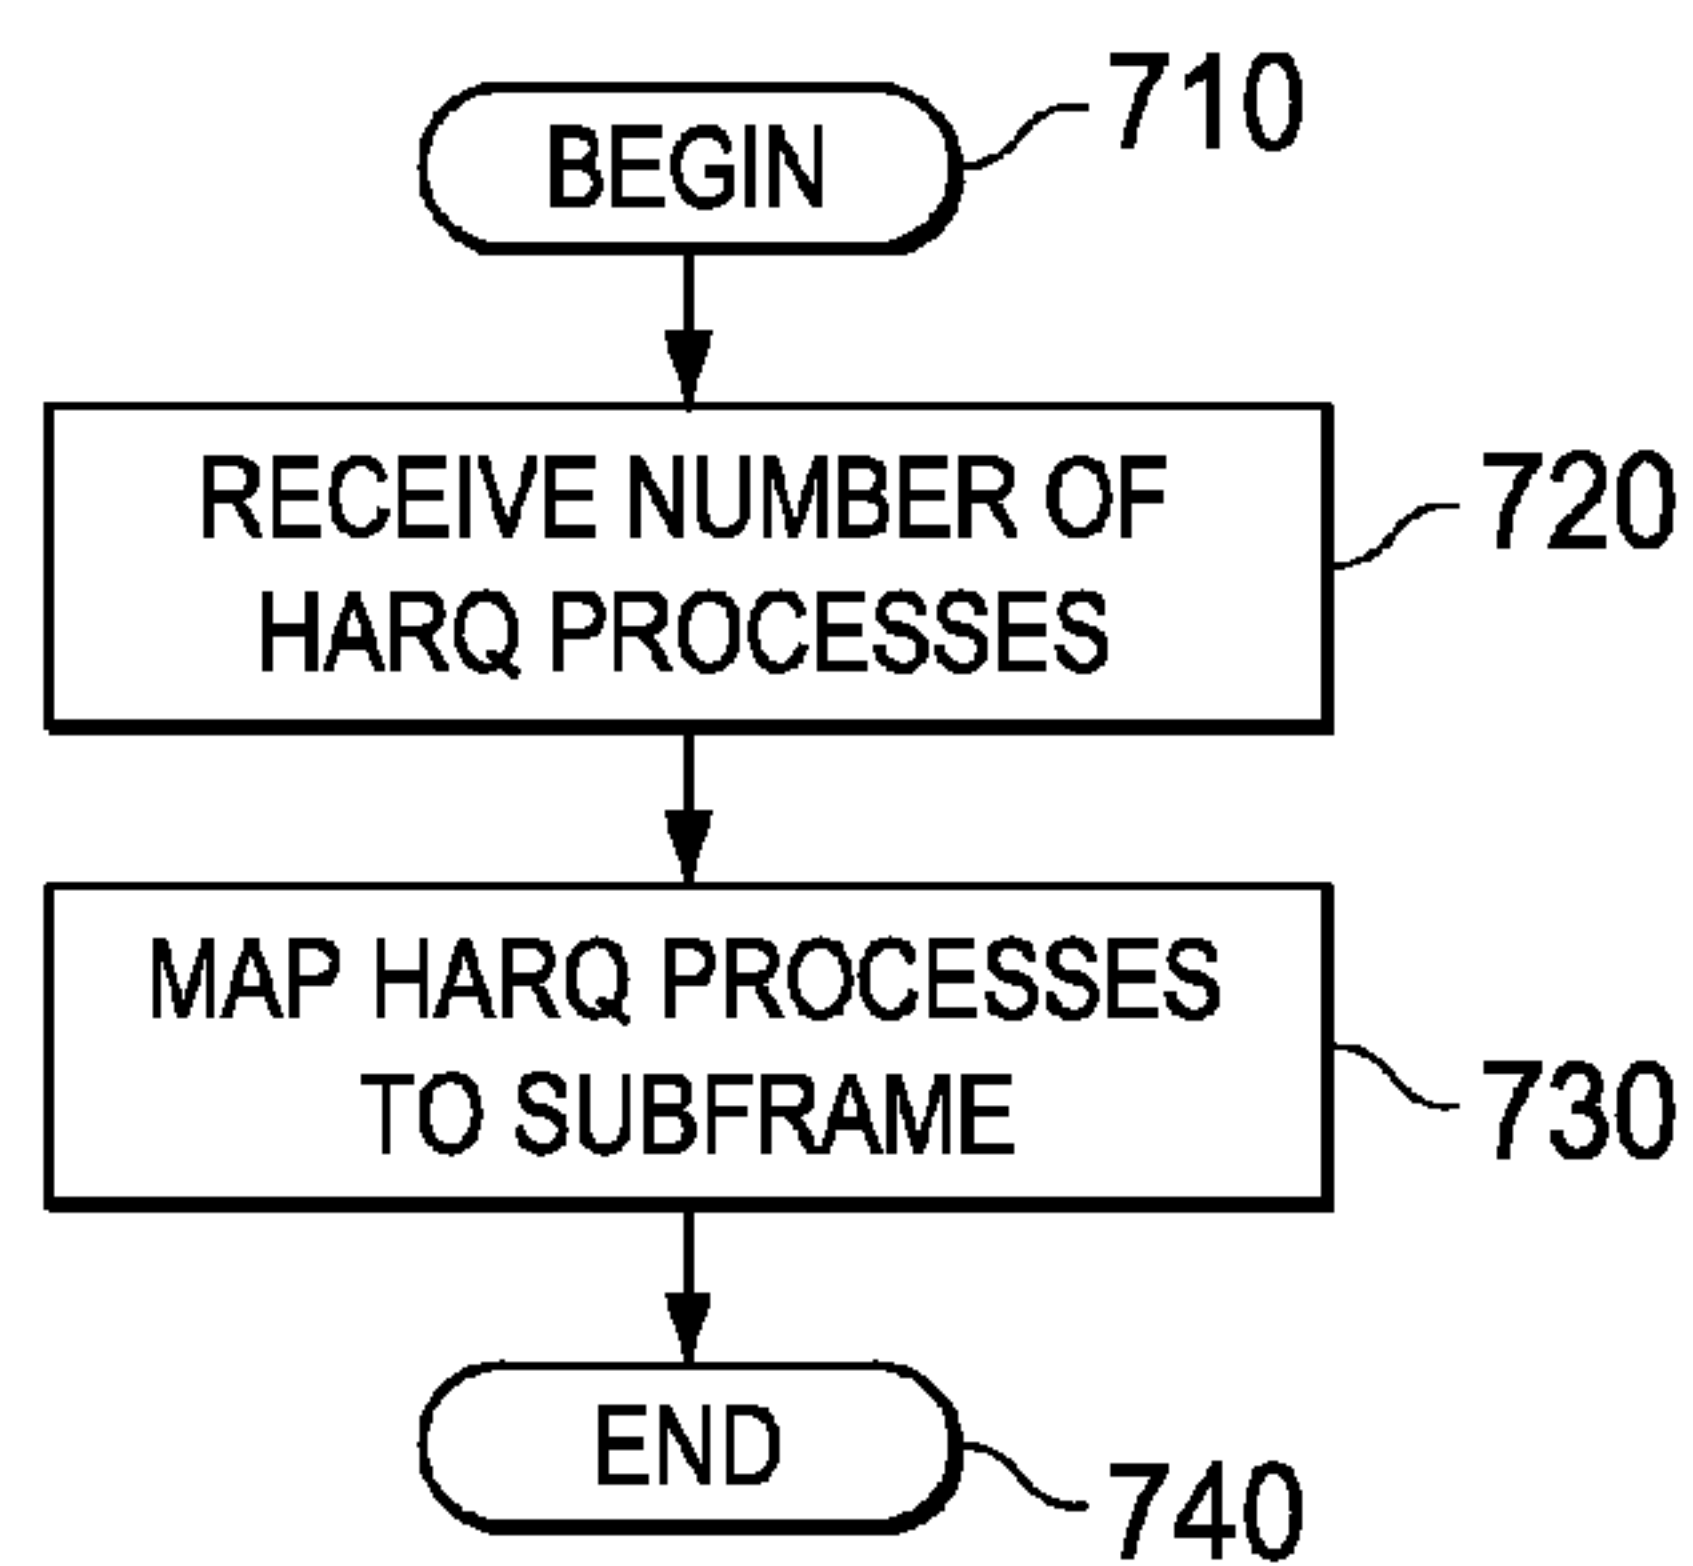 BEGIN
710
RECEIVE NUMBER OF
HARQ PROCESSES
720
MAP HARQ PROCESSES
TO SUBFRAME
730
END
740